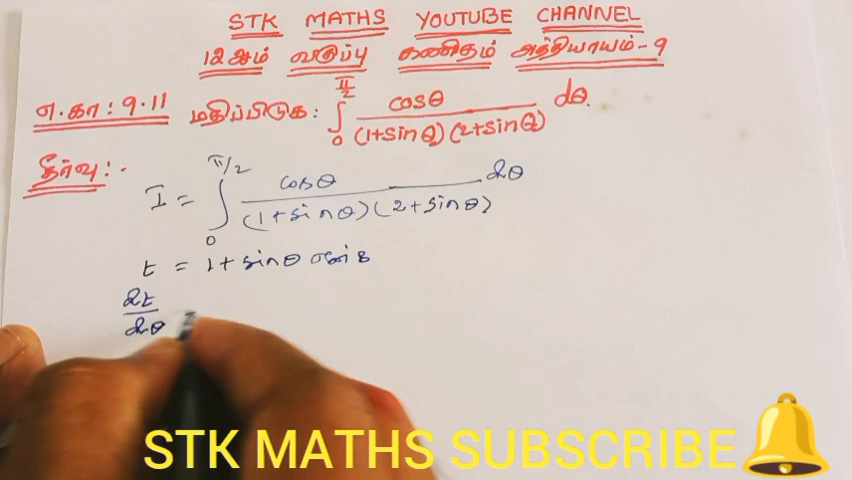 STK MATHS YOUTUBE CHANNEL
12ஆம் வகுப்பு கணிதம் அத்தியாயம்-9
எ.கா: 9.11 மதிப்பிடுக: ∫₀^{π/2} cosθ / (1+sinθ)(2+sinθ) dθ.
தீர்வு:-
I = ∫₀^{π/2} cosθ / (1+sinθ)(2+sinθ) dθ
t = 1+sinθ என்க
dt/dθ
STK MATHS SUBSCRIBE